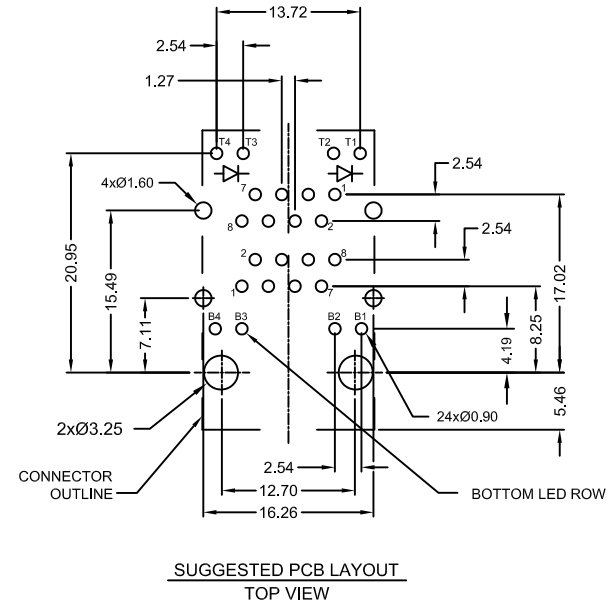 13.72
2.54
1.27
T4 T3 T2 T1
4xØ1.60
7 1
2.54
8 2
2.54
2 8
1 7
20.95
15.49
7.11
17.02
8.25
4.19
5.46
B4 B3 B2 B1
2xØ3.25
24xØ0.90
CONNECTOR
OUTLINE
2.54
12.70
16.26
BOTTOM LED ROW
SUGGESTED PCB LAYOUT
TOP VIEW